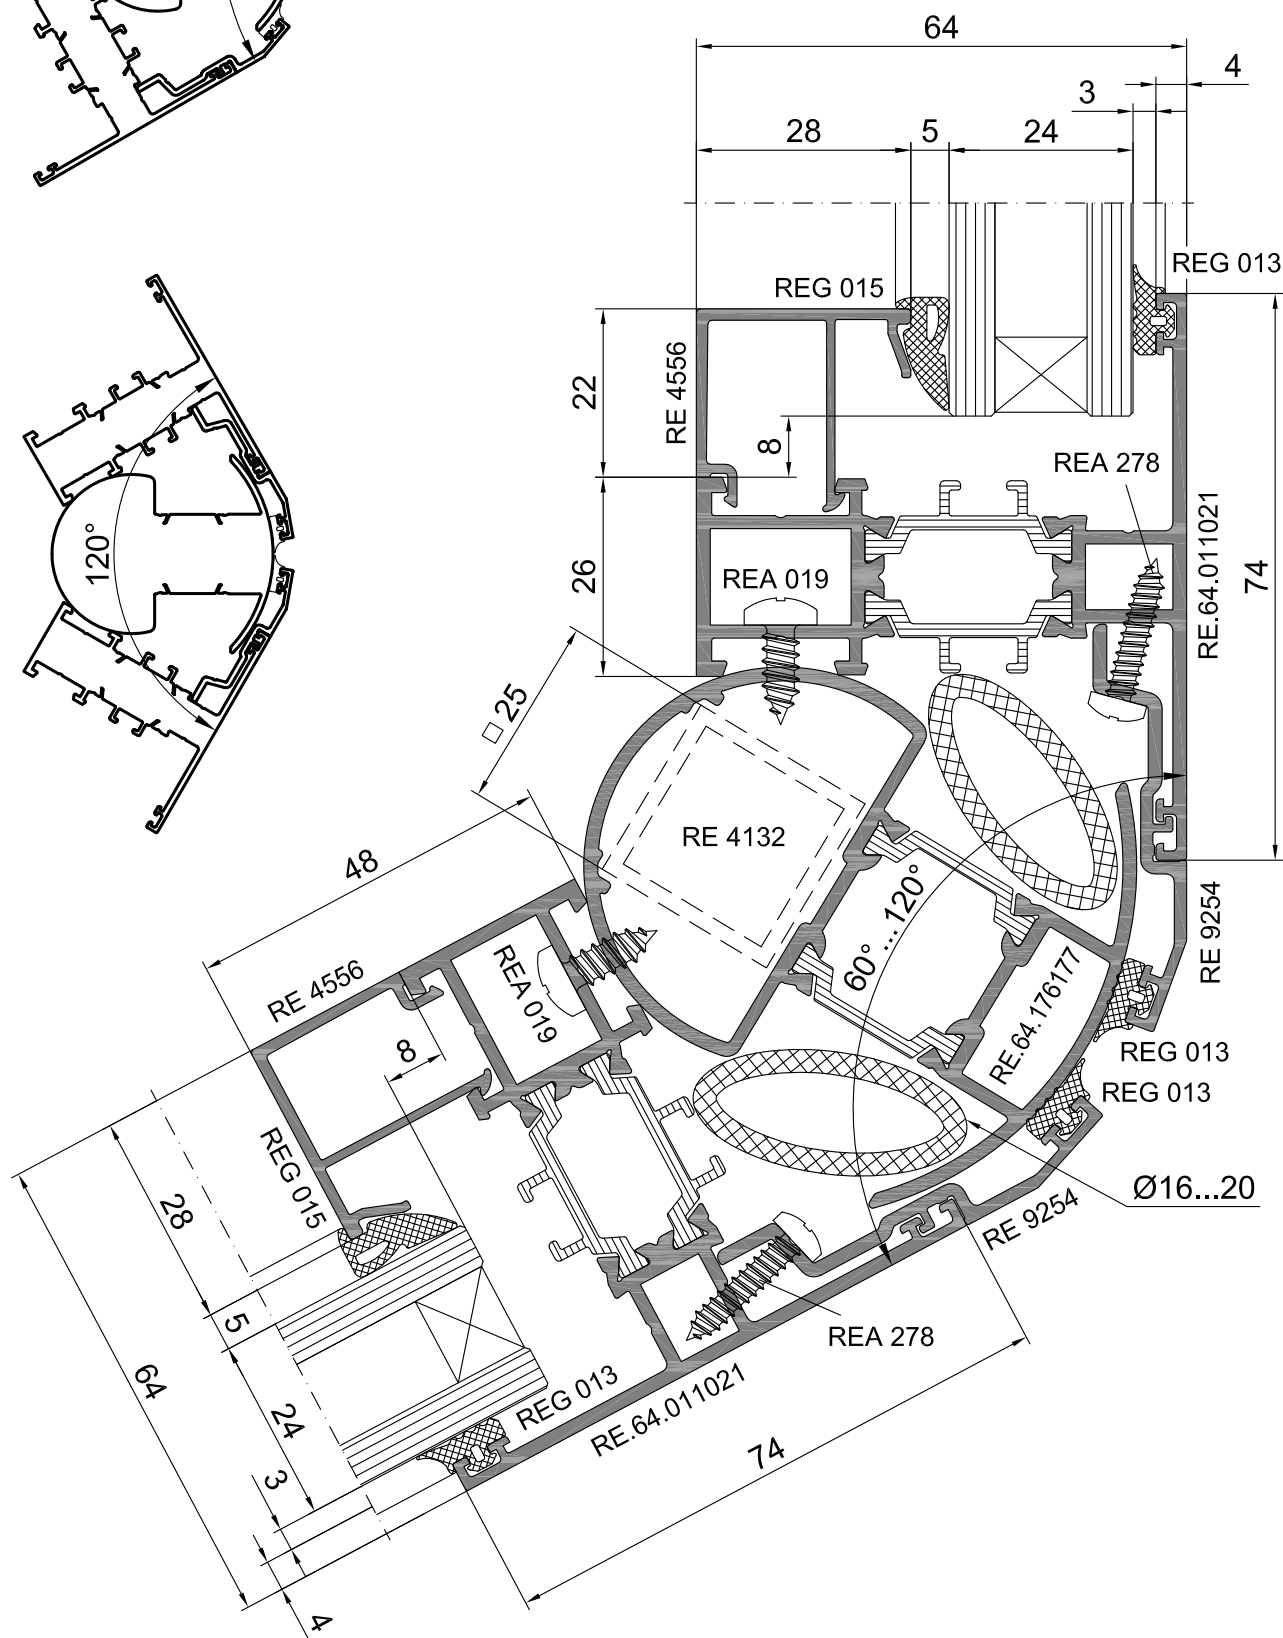 64
4
3
28
5
24
REG 013
REG 015
22
RE 4556
8
REA 278
RE.64.011021
120°
26
REA 019
74
□ 25
RE 4132
48
60° ... 120°
RE 9254
RE 4556
REA 019
RE.64.176177
8
REG 013
REG 013
REG 015
28
Ø16...20
RE 9254
5
REA 278
64
24
REG 013
RE.64.011021
74
3
4